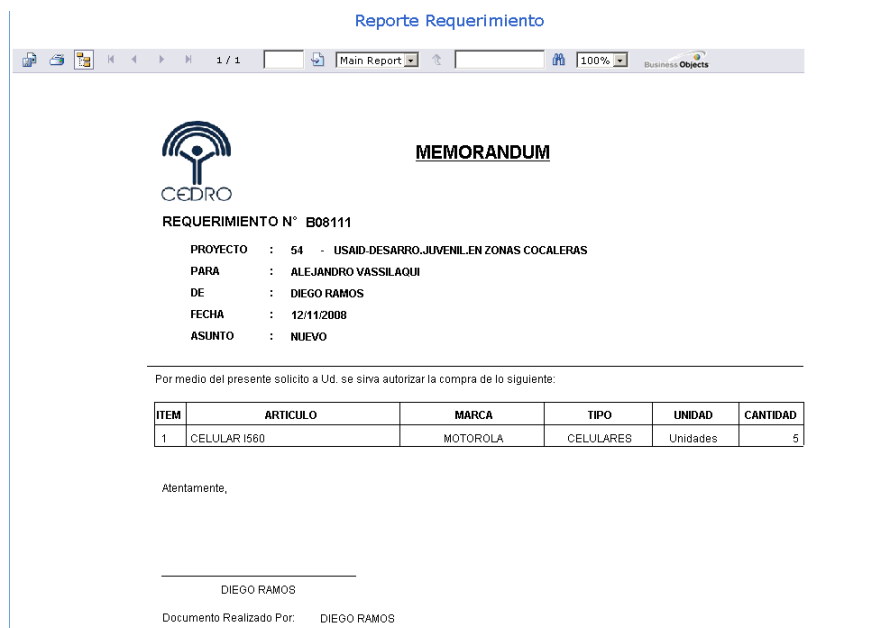 Reporte Requerimiento
1 / 1 Main Report 100% Business Objects
CEDRO
MEMORANDUM
REQUERIMIENTO N° B08111
PROYECTO : 54 - USAID-DESARRO.JUVENIL.EN ZONAS COCALERAS
PARA : ALEJANDRO VASSILAQUI
DE : DIEGO RAMOS
FECHA : 12/11/2008
ASUNTO : NUEVO
Por medio del presente solicito a Ud. se sirva autorizar la compra de lo siguiente:
ITEM ARTICULO MARCA TIPO UNIDAD CANTIDAD
1 CELULAR I560 MOTOROLA CELULARES Unidades 5
Atentamente,
DIEGO RAMOS
Documento Realizado Por: DIEGO RAMOS